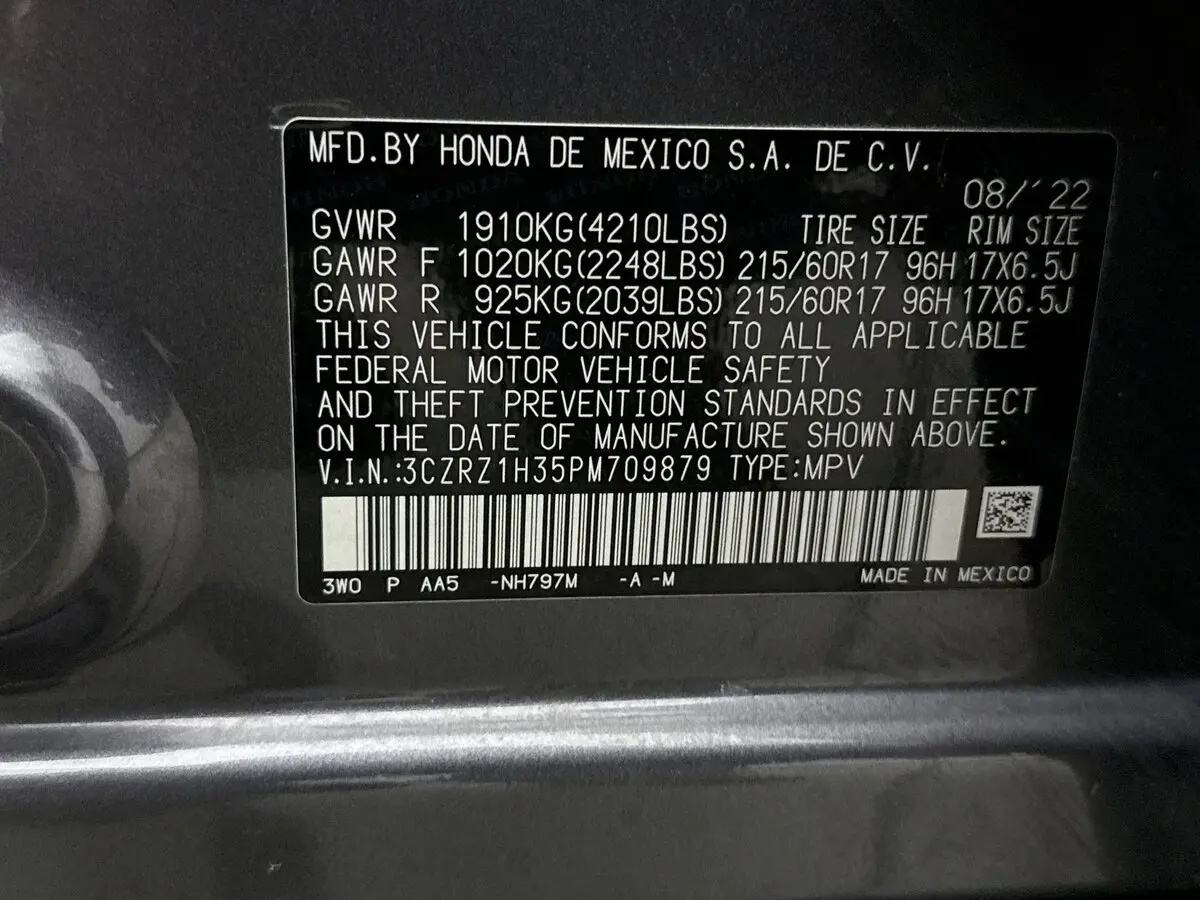 MFD.BY HONDA DE MEXICO S.A. DE C.V.
08/'22
GVWR 1910KG(4210LBS) TIRE SIZE RIM SIZE
GAWR F 1020KG(2248LBS) 215/60R17 96H 17X6.5J
GAWR R 925KG(2039LBS) 215/60R17 96H 17X6.5J
THIS VEHICLE CONFORMS TO ALL APPLICABLE
FEDERAL MOTOR VEHICLE SAFETY
AND THEFT PREVENTION STANDARDS IN EFFECT
ON THE DATE OF MANUFACTURE SHOWN ABOVE.
V.I.N.:3CZRZ1H35PM709879 TYPE:MPV
3W0 P AA5 -NH797M -A -M MADE IN MEXICO